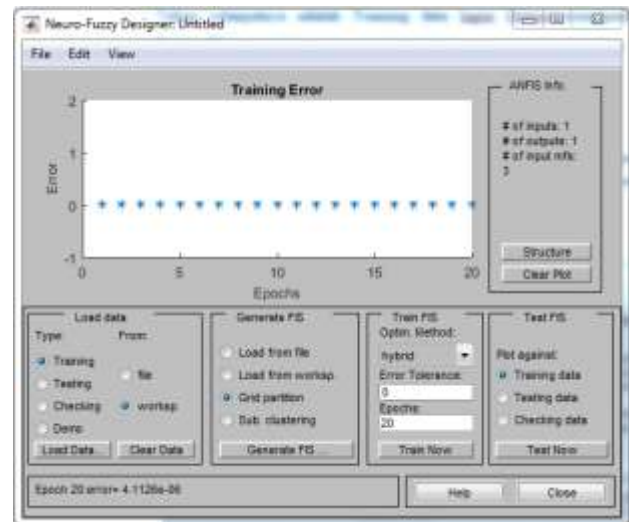 Neuro-Fuzzy Designer: Untitled
File Edit View
Training Error
2
1
0
-1
Error
0 5 10 15 20
Epochs
ANFIS Info.
# of inputs: 1
# of outputs: 1
# of input mfs:
3
Structure
Clear Plot
Load data
Type: From:
Training
Testing
Checking
Demo
file
worksp.
Load Data... Clear Data
Generate FIS
Load from file
Load from worksp.
Grid partition
Sub. clustering
Generate FIS ...
Train FIS
Optim. Method:
hybrid
Error Tolerance:
0
Epochs:
20
Train Now
Test FIS
Plot against:
Training data
Testing data
Checking data
Test Now
Epoch 20:error= 4.1126e-06
Help
Close